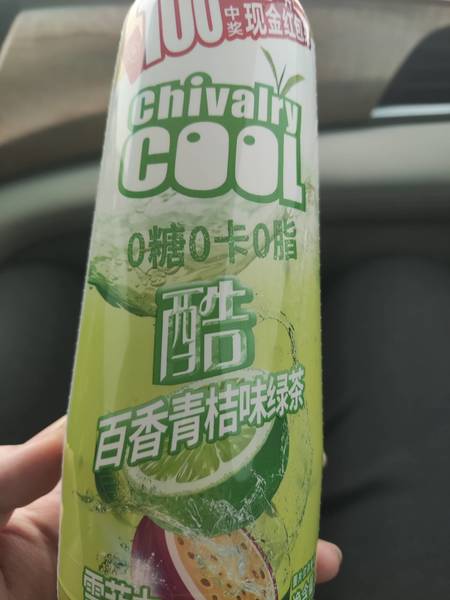 100
中奖
现金红包
Chivalry
COOL
0糖0卡0脂
酷
百香青桔味绿茶